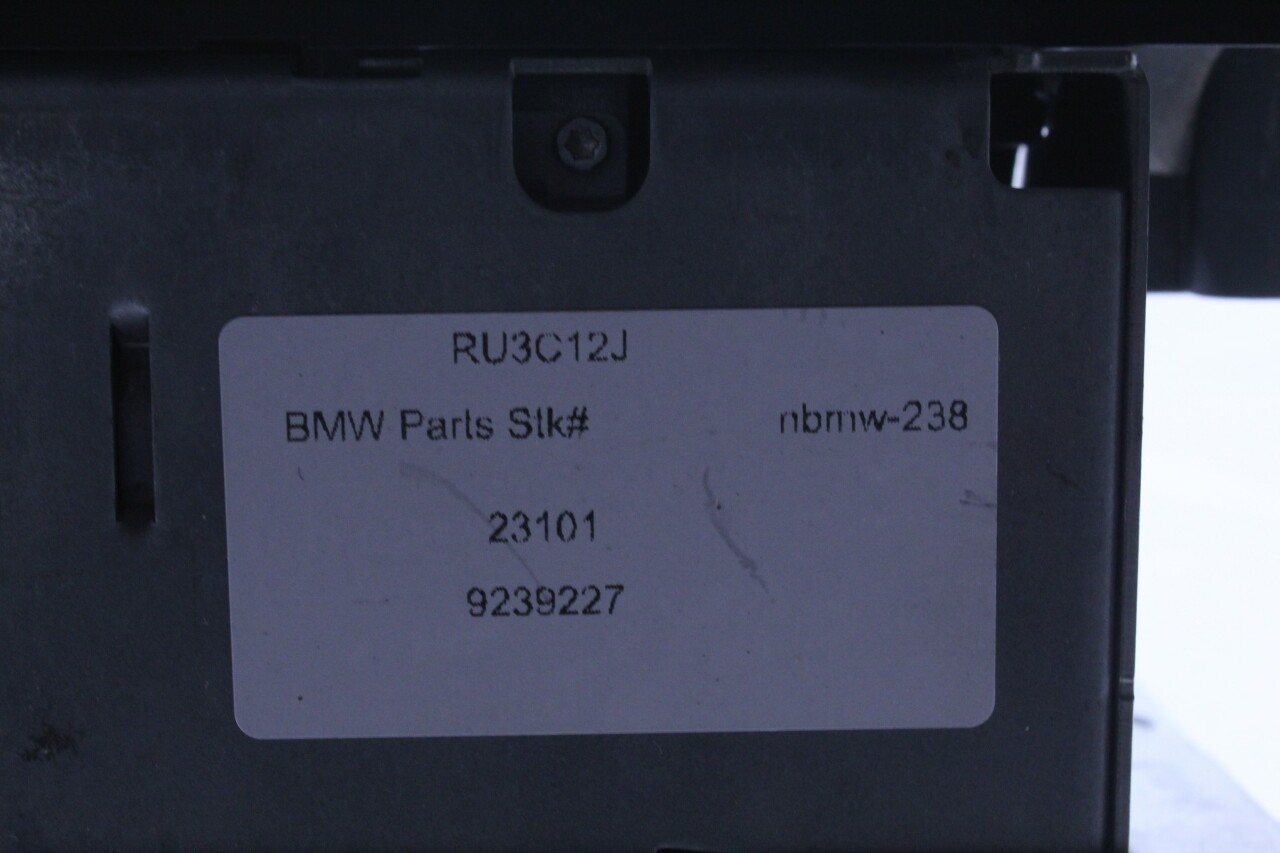 RU3C12J
BMW Parts Stk# nbmw-238
23101
9239227